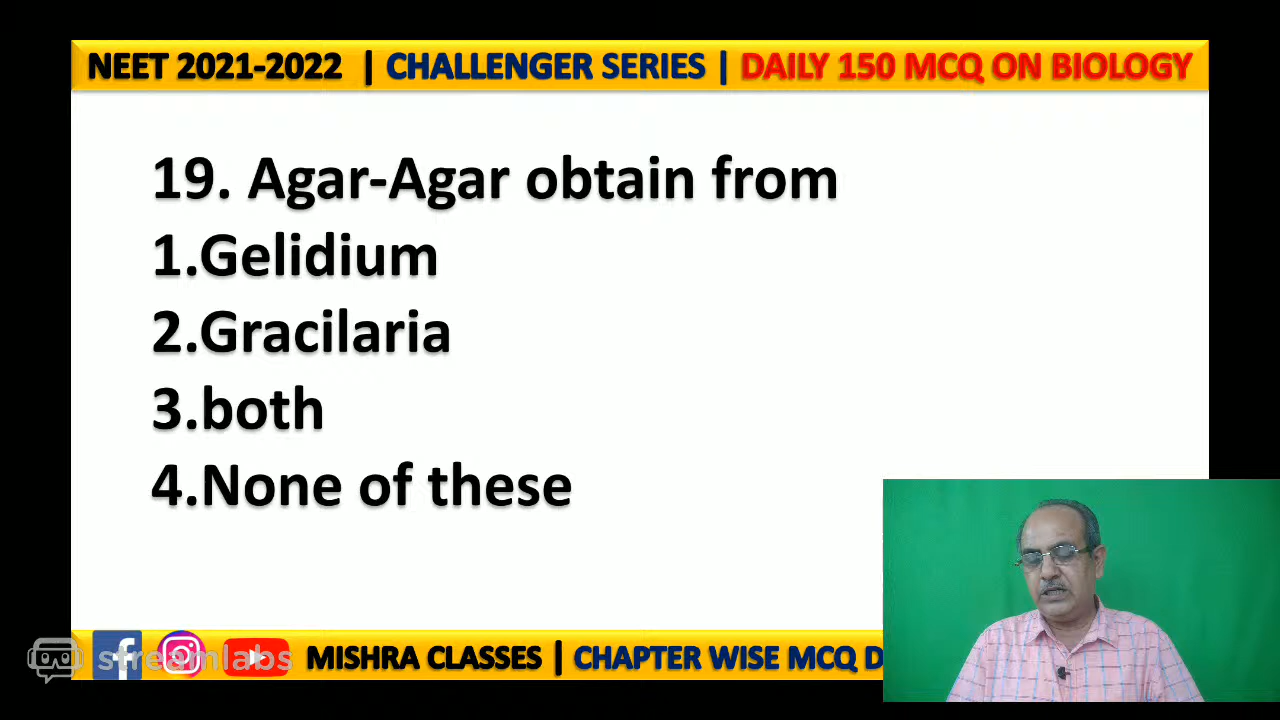 NEET 2021-2022 | CHALLENGER SERIES | DAILY 150 MCQ ON BIOLOGY
19. Agar-Agar obtain from
1.Gelidium
2.Gracilaria
3.both
4.None of these
streamlabs
MISHRA CLASSES | CHAPTER WISE MCQ D